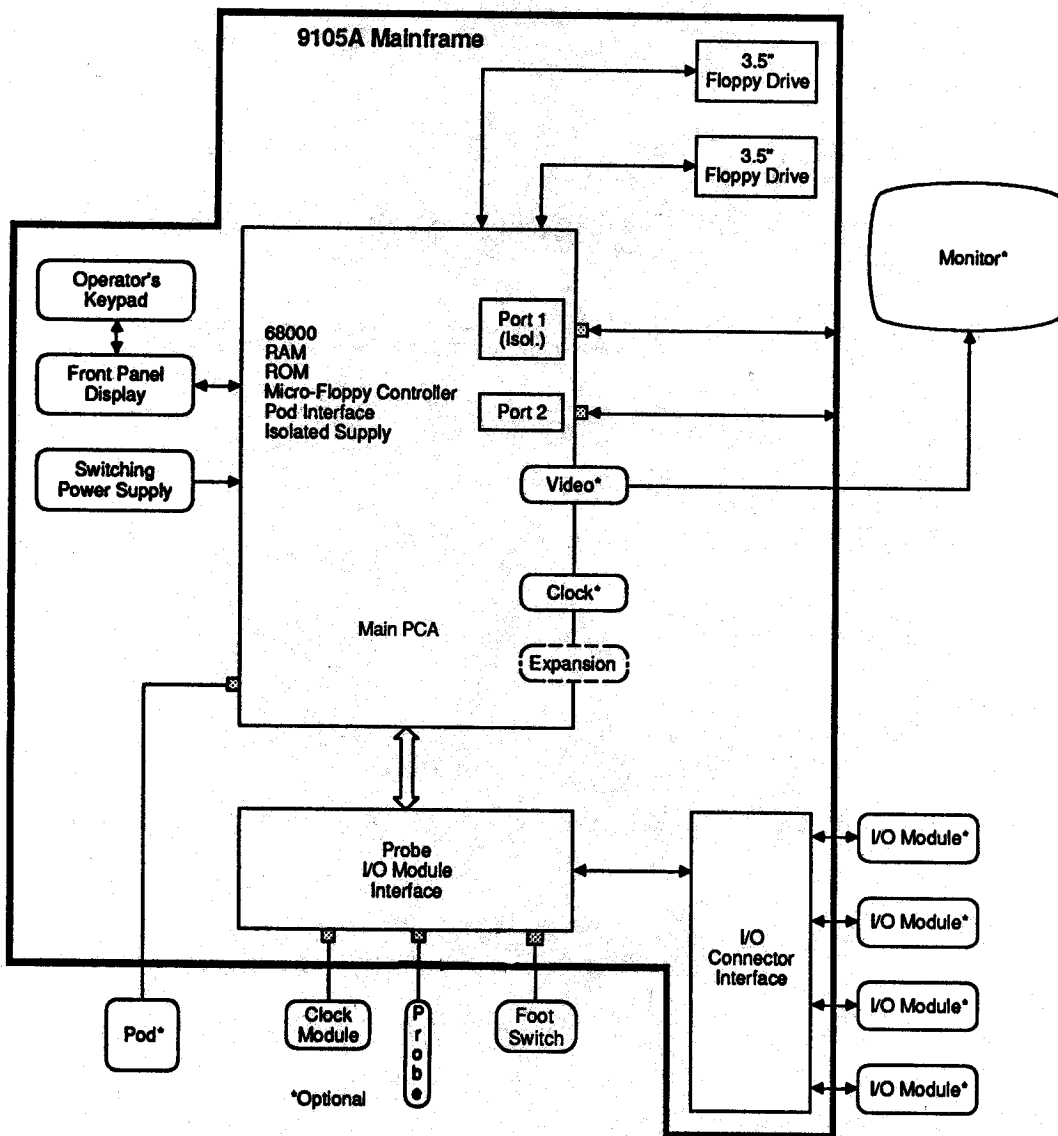 9105A Mainframe
3.5"
Floppy Drive
3.5"
Floppy Drive
Monitor*
Operator's
Keypad
Front Panel
Display
Switching
Power Supply
68000
RAM
ROM
Micro-Floppy Controller
Pod Interface
Isolated Supply
Port 1
(Isol.)
Port 2
Video*
Clock*
Expansion
Main PCA
Probe
I/O Module
Interface
I/O
Connector
Interface
I/O Module*
I/O Module*
I/O Module*
I/O Module*
Pod*
Clock
Module
Probe
Foot
Switch
*Optional